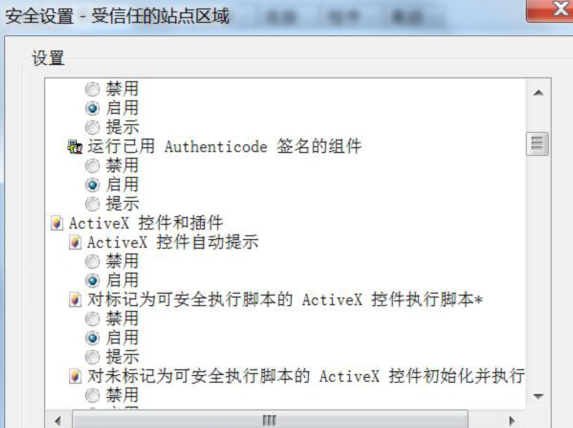 安全设置 - 受信任的站点区域
设置
禁用
启用
提示
运行已用 Authenticode 签名的组件
禁用
启用
提示
ActiveX 控件和插件
ActiveX 控件自动提示
禁用
启用
对标记为可安全执行脚本的 ActiveX 控件执行脚本*
禁用
启用
提示
对未标记为可安全执行脚本的 ActiveX 控件初始化并执行
禁用